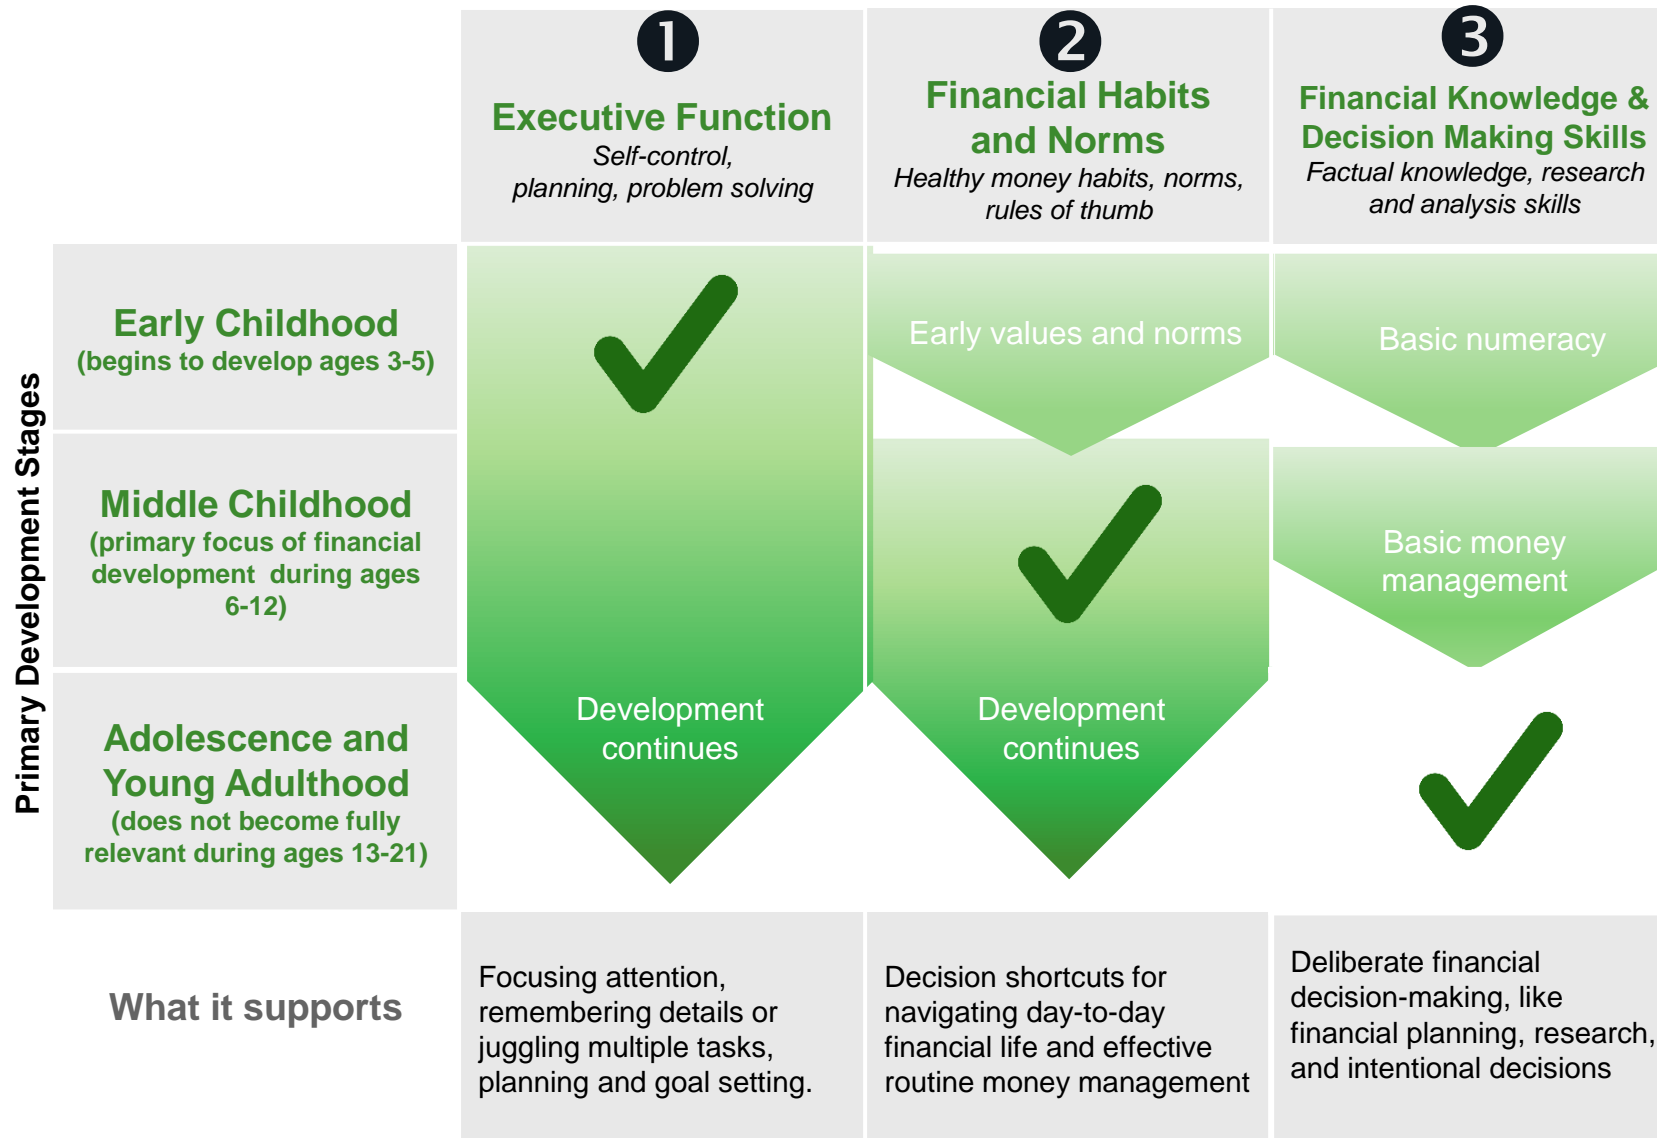 1
Executive Function
Self-control,
planning, problem solving
2
Financial Habits
and Norms
Healthy money habits, norms,
rules of thumb
3
Financial Knowledge &
Decision Making Skills
Factual knowledge, research
and analysis skills
Primary Development Stages
Early Childhood
(begins to develop ages 3-5)
Early values and norms
Basic numeracy
Middle Childhood
(primary focus of financial
development during ages
6-12)
Basic money
management
Adolescence and
Young Adulthood
(does not become fully
relevant during ages 13-21)
Development
continues
Development
continues
What it supports
Focusing attention,
remembering details or
juggling multiple tasks,
planning and goal setting.
Decision shortcuts for
navigating day-to-day
financial life and effective
routine money management
Deliberate financial
decision-making, like
financial planning, research,
and intentional decisions